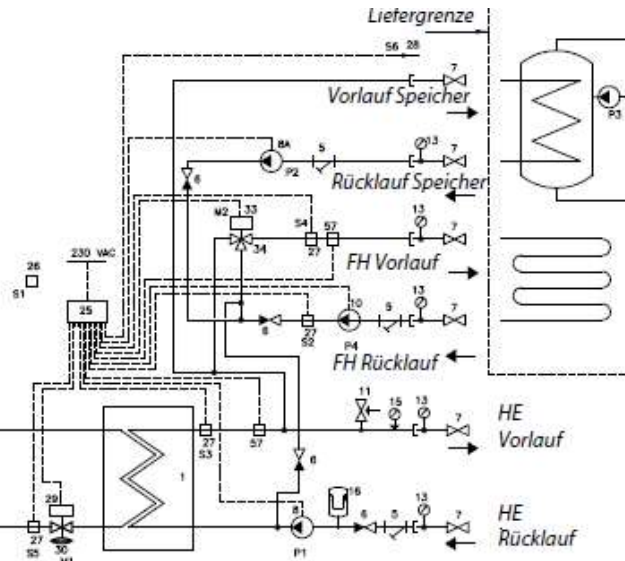 Liefergrenze
S6 28
7
Vorlauf Speicher
P3
8A
5
13
7
6
P2
Rücklauf Speicher
M2
33
S4
57
13
7
34
27
FH Vorlauf
230 VAC
26
S1
25
10
5
13
7
6
27
S2
P4
FH Rücklauf
11
15
13
7
HE
Vorlauf
27
S3
57
1
6
29
8
16
6
5
13
7
HE
Rücklauf
27
S5
30
P1